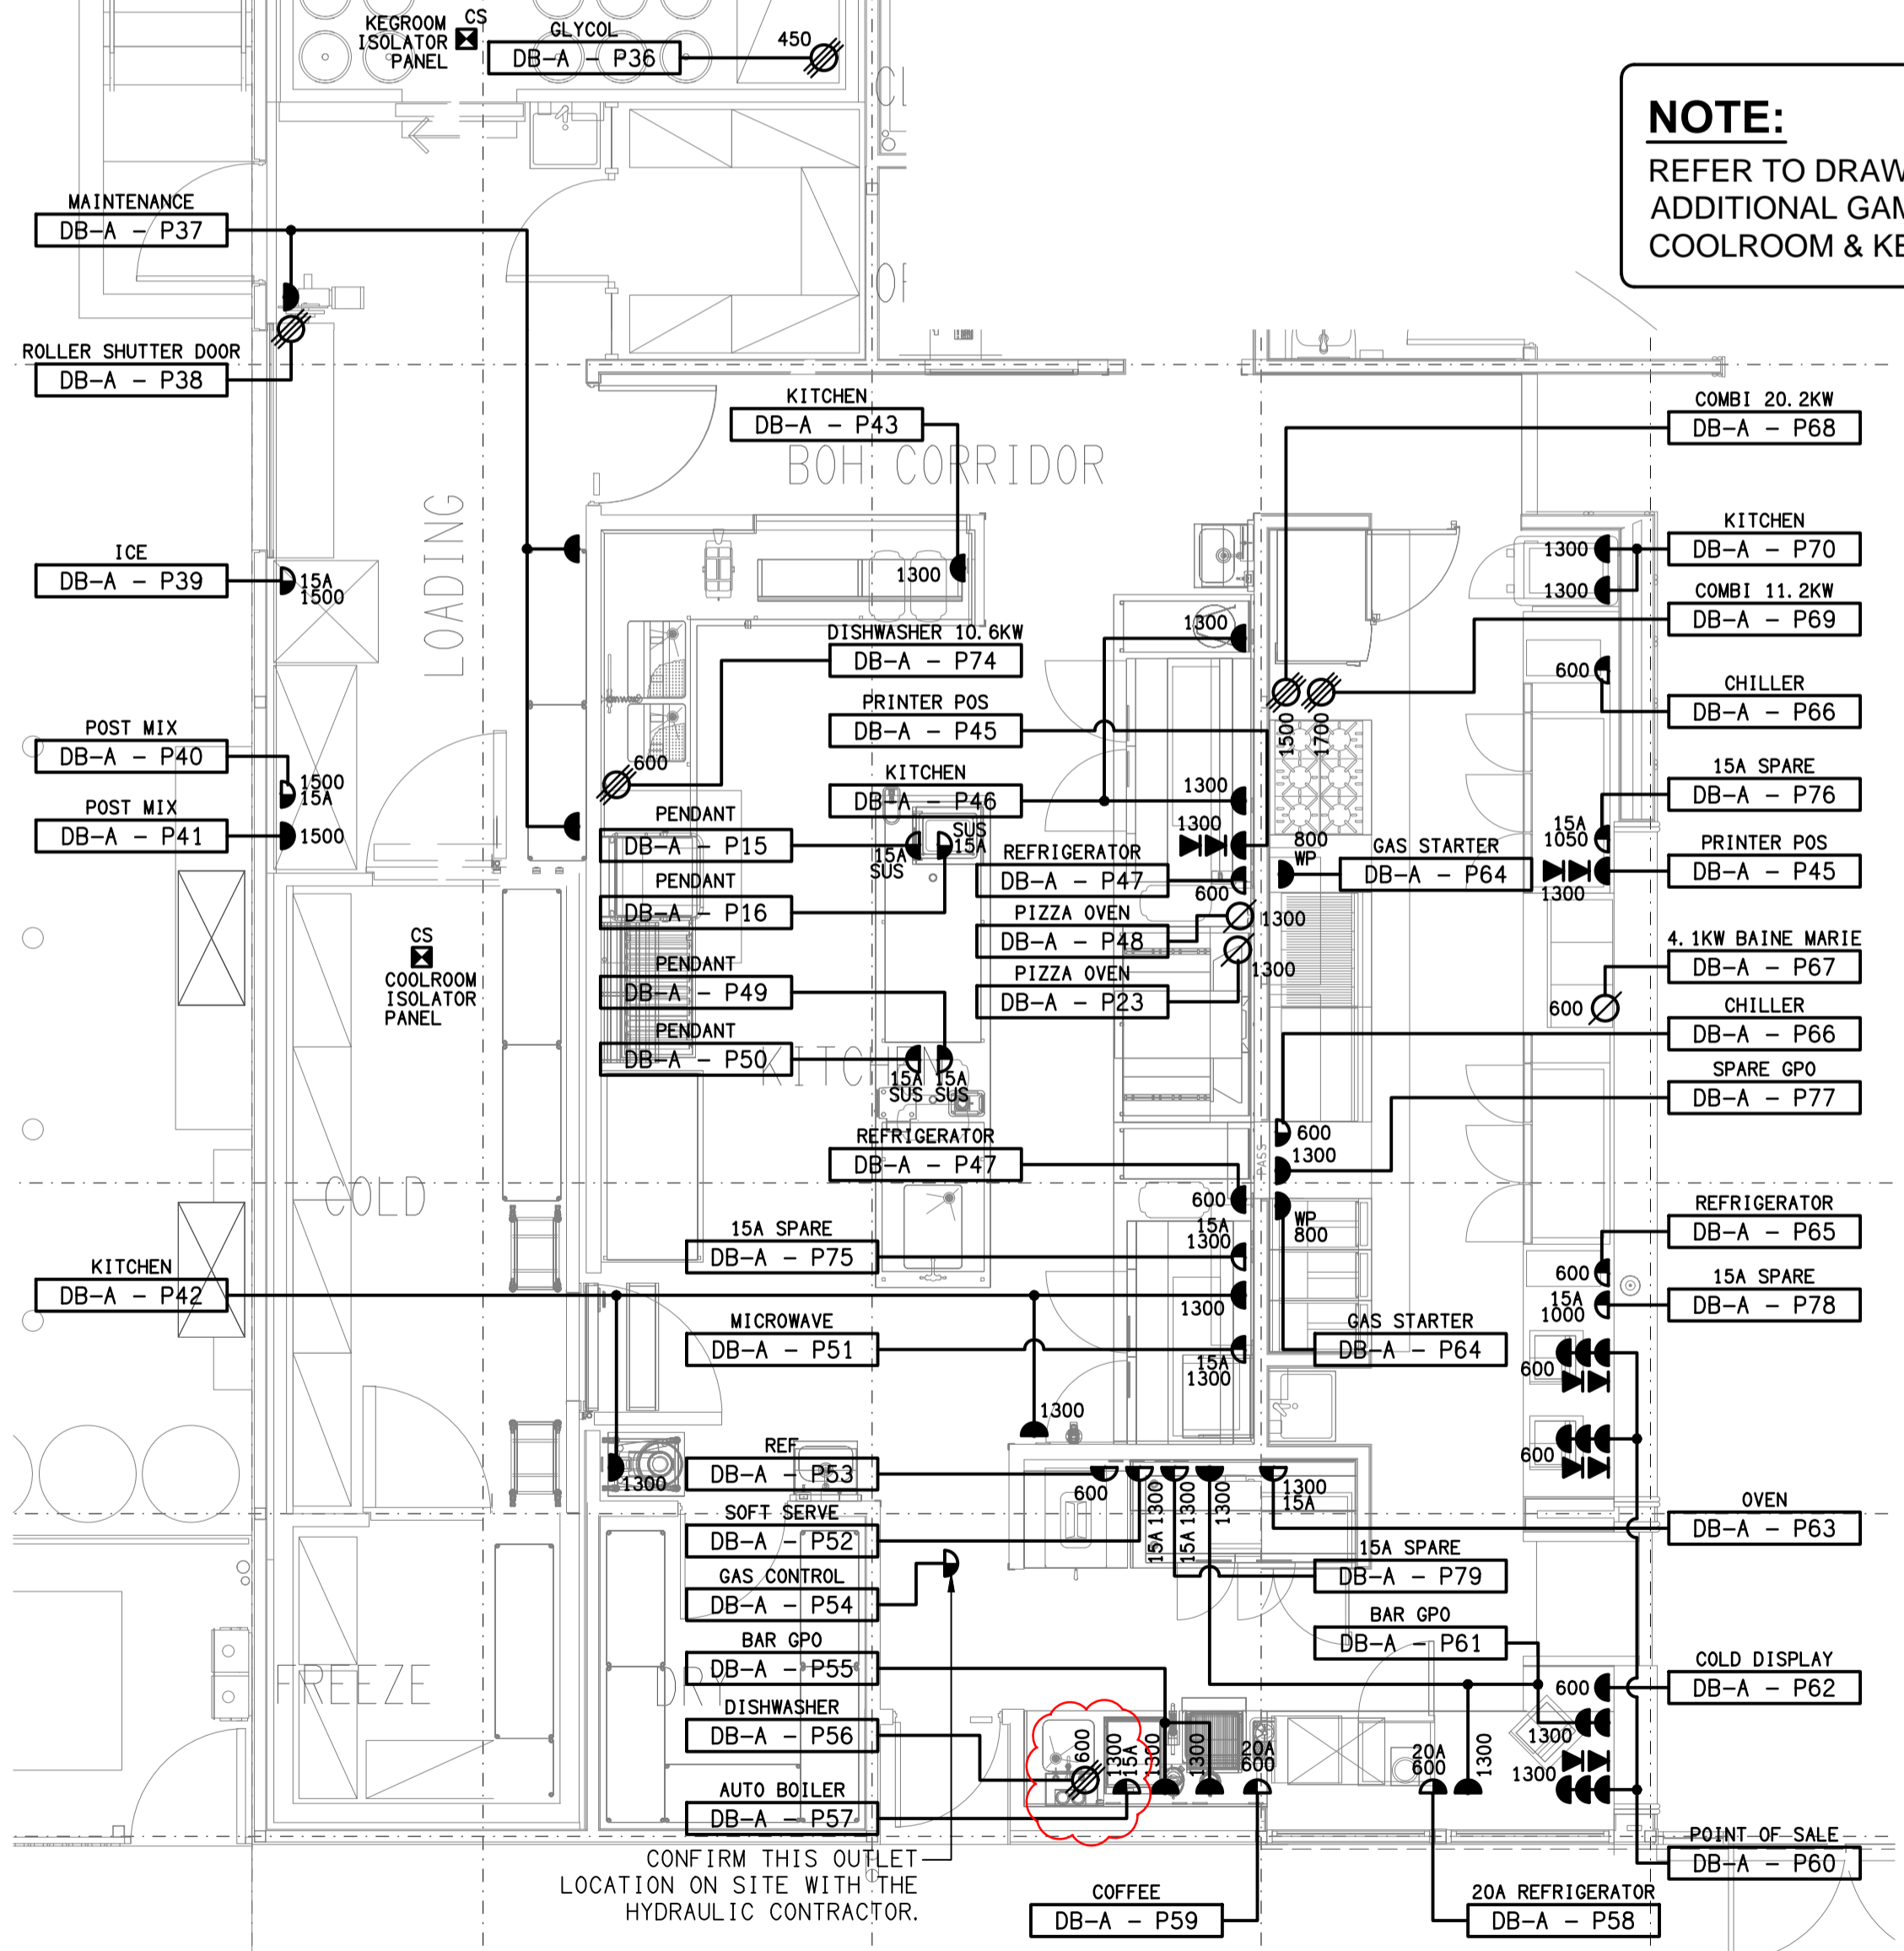 KEGROOM
ISOLATOR
PANEL
CS
GLYCOL
DB-A - P36
450
NOTE:
REFER TO DRAW
ADDITIONAL GAM
COOLROOM & KE
MAINTENANCE
DB-A - P37
ROLLER SHUTTER DOOR
DB-A - P38
KITCHEN
DB-A - P43
BOH CORRIDOR
COMBI 20.2KW
DB-A - P68
LOADING
ICE
DB-A - P39
15A
1500
1300
KITCHEN
DB-A - P70
1300
1300
COMBI 11.2KW
DB-A - P69
DISHWASHER 10.6KW
DB-A - P74
1300
600
CHILLER
DB-A - P66
PRINTER POS
DB-A - P45
1500
1700
POST MIX
DB-A - P40
1500
15A
POST MIX
DB-A - P41
1500
600
KITCHEN
DB-A - P46
1300
15A SPARE
DB-A - P76
15A
1050
PENDANT
DB-A - P15
15A
SUS
SUS
15A
1300
800
WP
GAS STARTER
DB-A - P64
PRINTER POS
DB-A - P45
1300
REFRIGERATOR
DB-A - P47
600
PENDANT
DB-A - P16
PIZZA OVEN
DB-A - P48
1300
PIZZA OVEN
DB-A - P23
1300
CS
COOLROOM
ISOLATOR
PANEL
PENDANT
DB-A - P49
PENDANT
DB-A - P50
KITCHEN
15A
SUS
15A
SUS
4.1KW BAINE MARIE
DB-A - P67
600
CHILLER
DB-A - P66
SPARE GPO
DB-A - P77
600
1300
PASS
REFRIGERATOR
DB-A - P47
600
WP
800
COLD
15A SPARE
DB-A - P75
15A
1300
REFRIGERATOR
DB-A - P65
600
15A SPARE
DB-A - P78
15A
1000
KITCHEN
DB-A - P42
1300
MICROWAVE
DB-A - P51
15A
1300
GAS STARTER
DB-A - P64
600
1300
600
1300
REF
DB-A - P53
600
15A 1300
15A 1300
1300
1300
15A
OVEN
DB-A - P63
SOFT SERVE
DB-A - P52
15A SPARE
DB-A - P79
GAS CONTROL
DB-A - P54
BAR GPO
DB-A - P61
BAR GPO
DB-A - P55
COLD DISPLAY
DB-A - P62
600
FREEZE
DRY
DISHWASHER
DB-A - P56
600
1300
15A
1300
1300
20A
600
20A
600
1300
1300
1300
AUTO BOILER
DB-A - P57
POINT OF SALE
DB-A - P60
CONFIRM THIS OUTLET
LOCATION ON SITE WITH THE
HYDRAULIC CONTRACTOR.
COFFEE
DB-A - P59
20A REFRIGERATOR
DB-A - P58